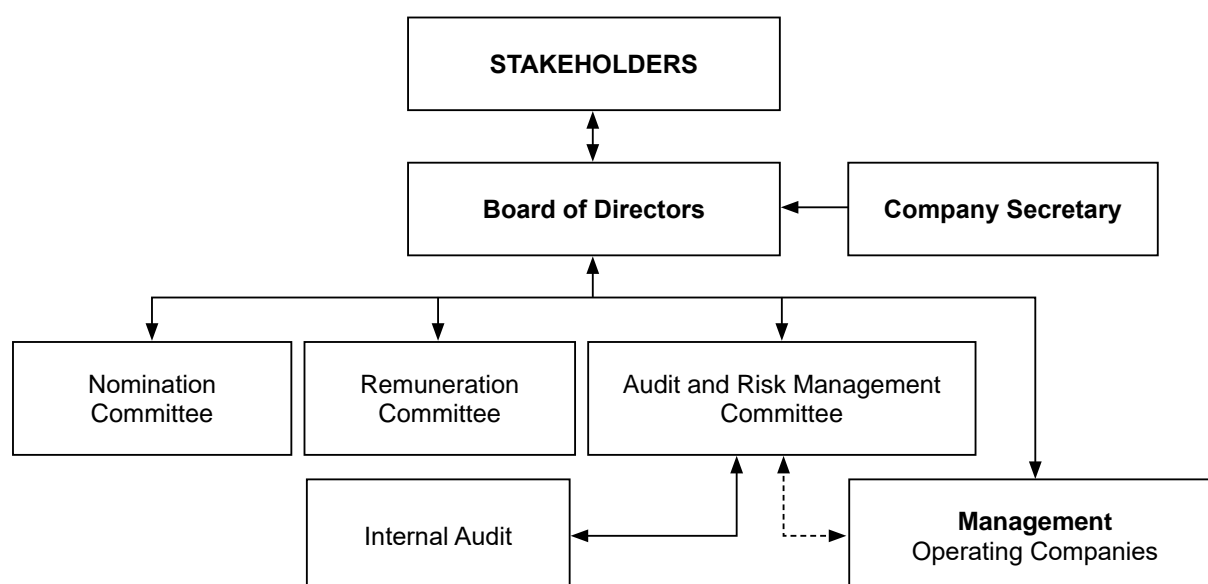 STAKEHOLDERS
Board of Directors
Company Secretary
Nomination
Committee
Remuneration
Committee
Audit and Risk Management
Committee
Internal Audit
Management
Operating Companies